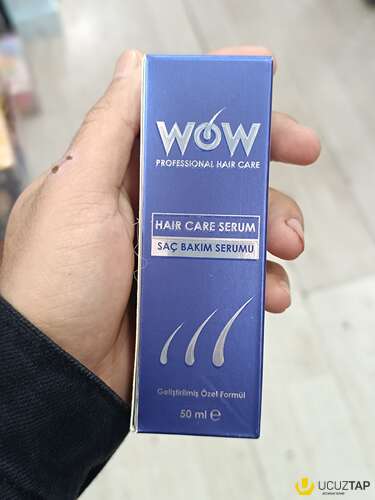 WOW
PROFESSIONAL HAIR CARE
HAIR CARE SERUM
SAÇ BAKIM SERUMU
Geliştirilmiş Özel Formül
50 ml ℮
UCUZTAP